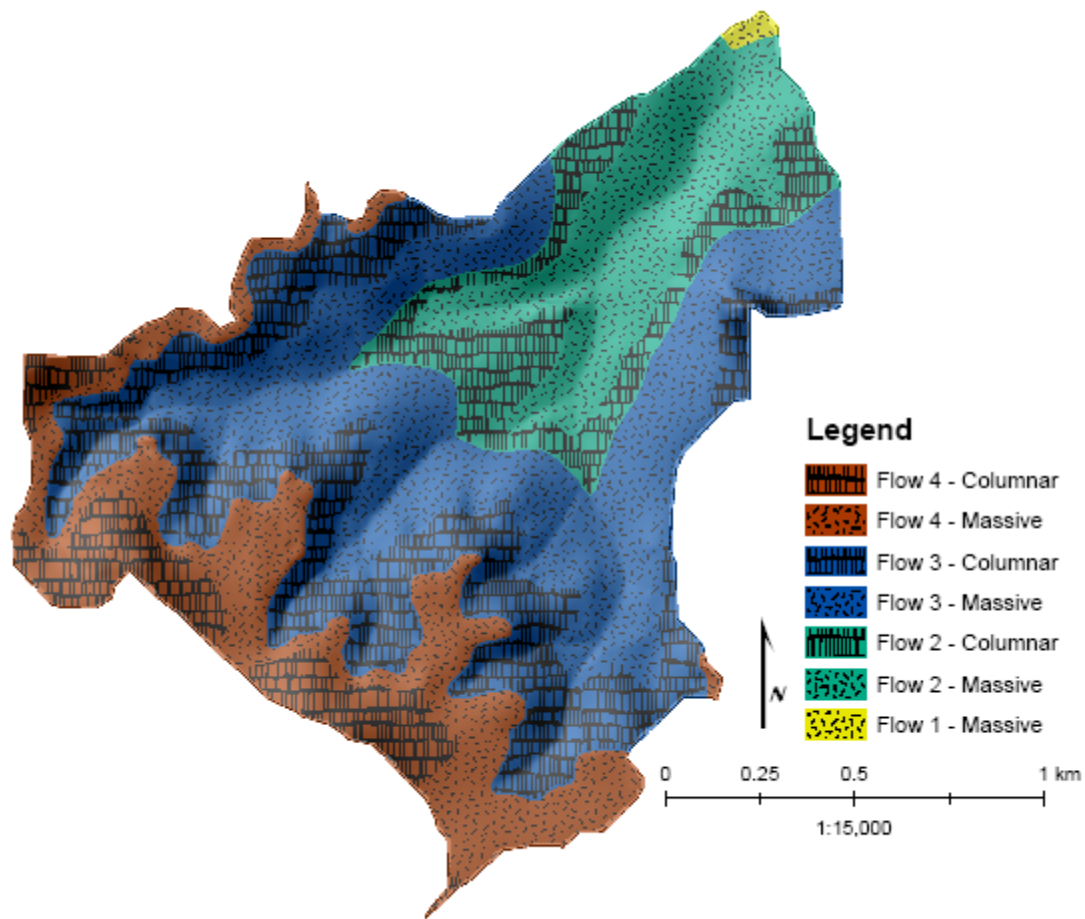 Legend
Flow 4 - Columnar
Flow 4 - Massive
Flow 3 - Columnar
Flow 3 - Massive
Flow 2 - Columnar
Flow 2 - Massive
Flow 1 - Massive
N
0 0.25 0.5 1 km
1:15,000